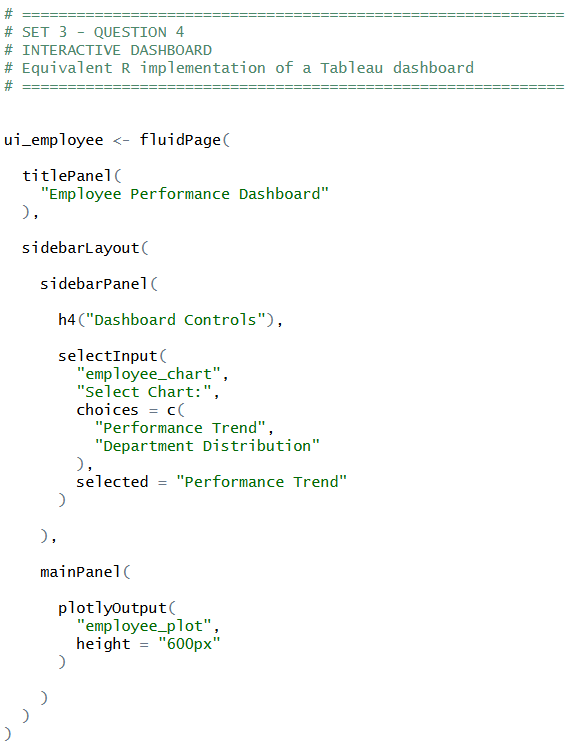 # ============================================================
# SET 3 - QUESTION 4
# INTERACTIVE DASHBOARD
# Equivalent R implementation of a Tableau dashboard
# ============================================================
ui_employee <- fluidPage(
  titlePanel(
    "Employee Performance Dashboard"
  ),
  sidebarLayout(
    sidebarPanel(
      h4("Dashboard Controls"),
      selectInput(
        "employee_chart",
        "Select Chart:",
        choices = c(
          "Performance Trend",
          "Department Distribution"
        ),
        selected = "Performance Trend"
      )
    ),
    mainPanel(
      plotlyOutput(
        "employee_plot",
        height = "600px"
      )
    )
  )
)